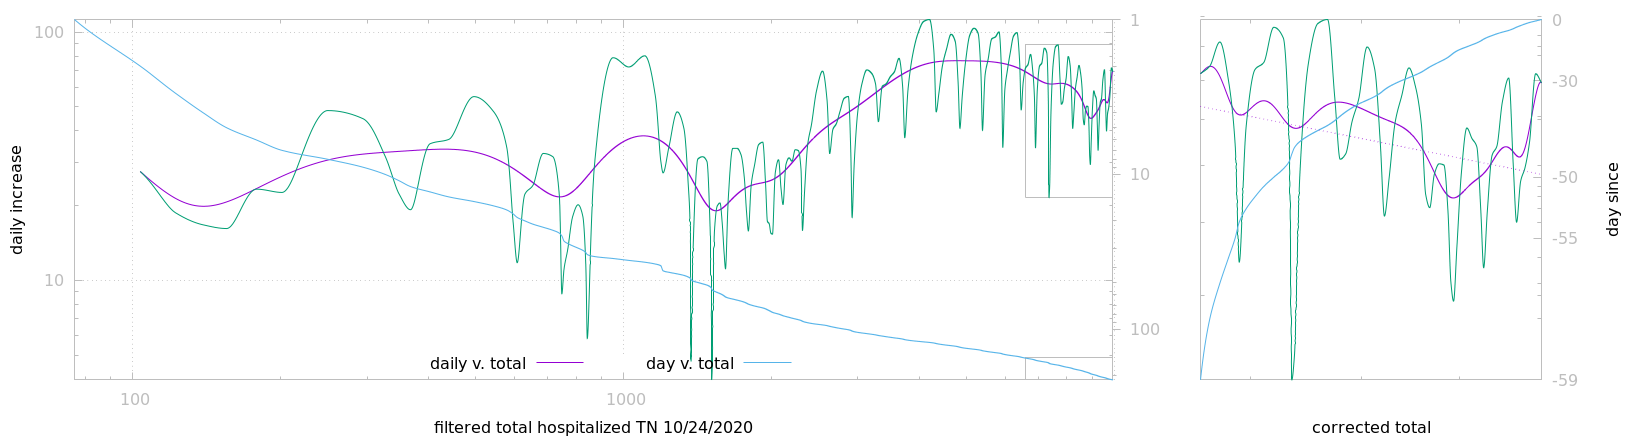 100
10
daily increase
daily v. total
day v. total
100
1000
filtered total hospitalized TN 10/24/2020
1
10
100
0
-30
-50
-55
-59
day since
corrected total